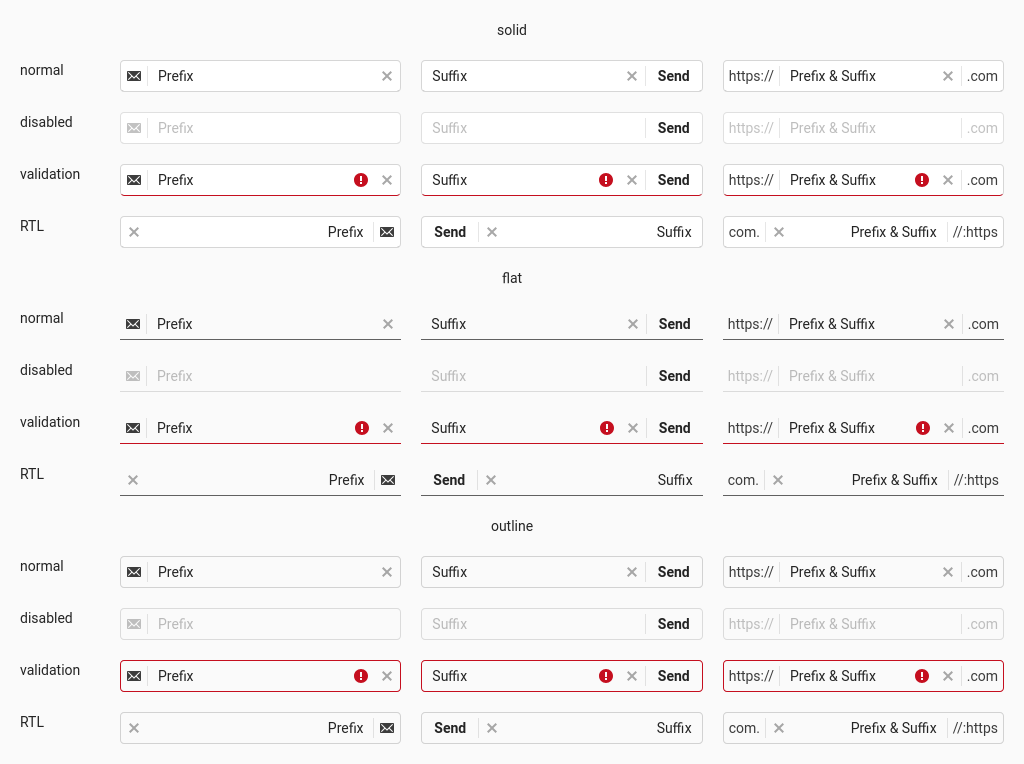 solid
normal Prefix Suffix Send https:// Prefix & Suffix .com
disabled Prefix Suffix Send https:// Prefix & Suffix .com
validation Prefix Suffix Send https:// Prefix & Suffix .com
RTL Prefix Send Suffix com. Prefix & Suffix //:https
flat
normal Prefix Suffix Send https:// Prefix & Suffix .com
disabled Prefix Suffix Send https:// Prefix & Suffix .com
validation Prefix Suffix Send https:// Prefix & Suffix .com
RTL Prefix Send Suffix com. Prefix & Suffix //:https
outline
normal Prefix Suffix Send https:// Prefix & Suffix .com
disabled Prefix Suffix Send https:// Prefix & Suffix .com
validation Prefix Suffix Send https:// Prefix & Suffix .com
RTL Prefix Send Suffix com. Prefix & Suffix //:https